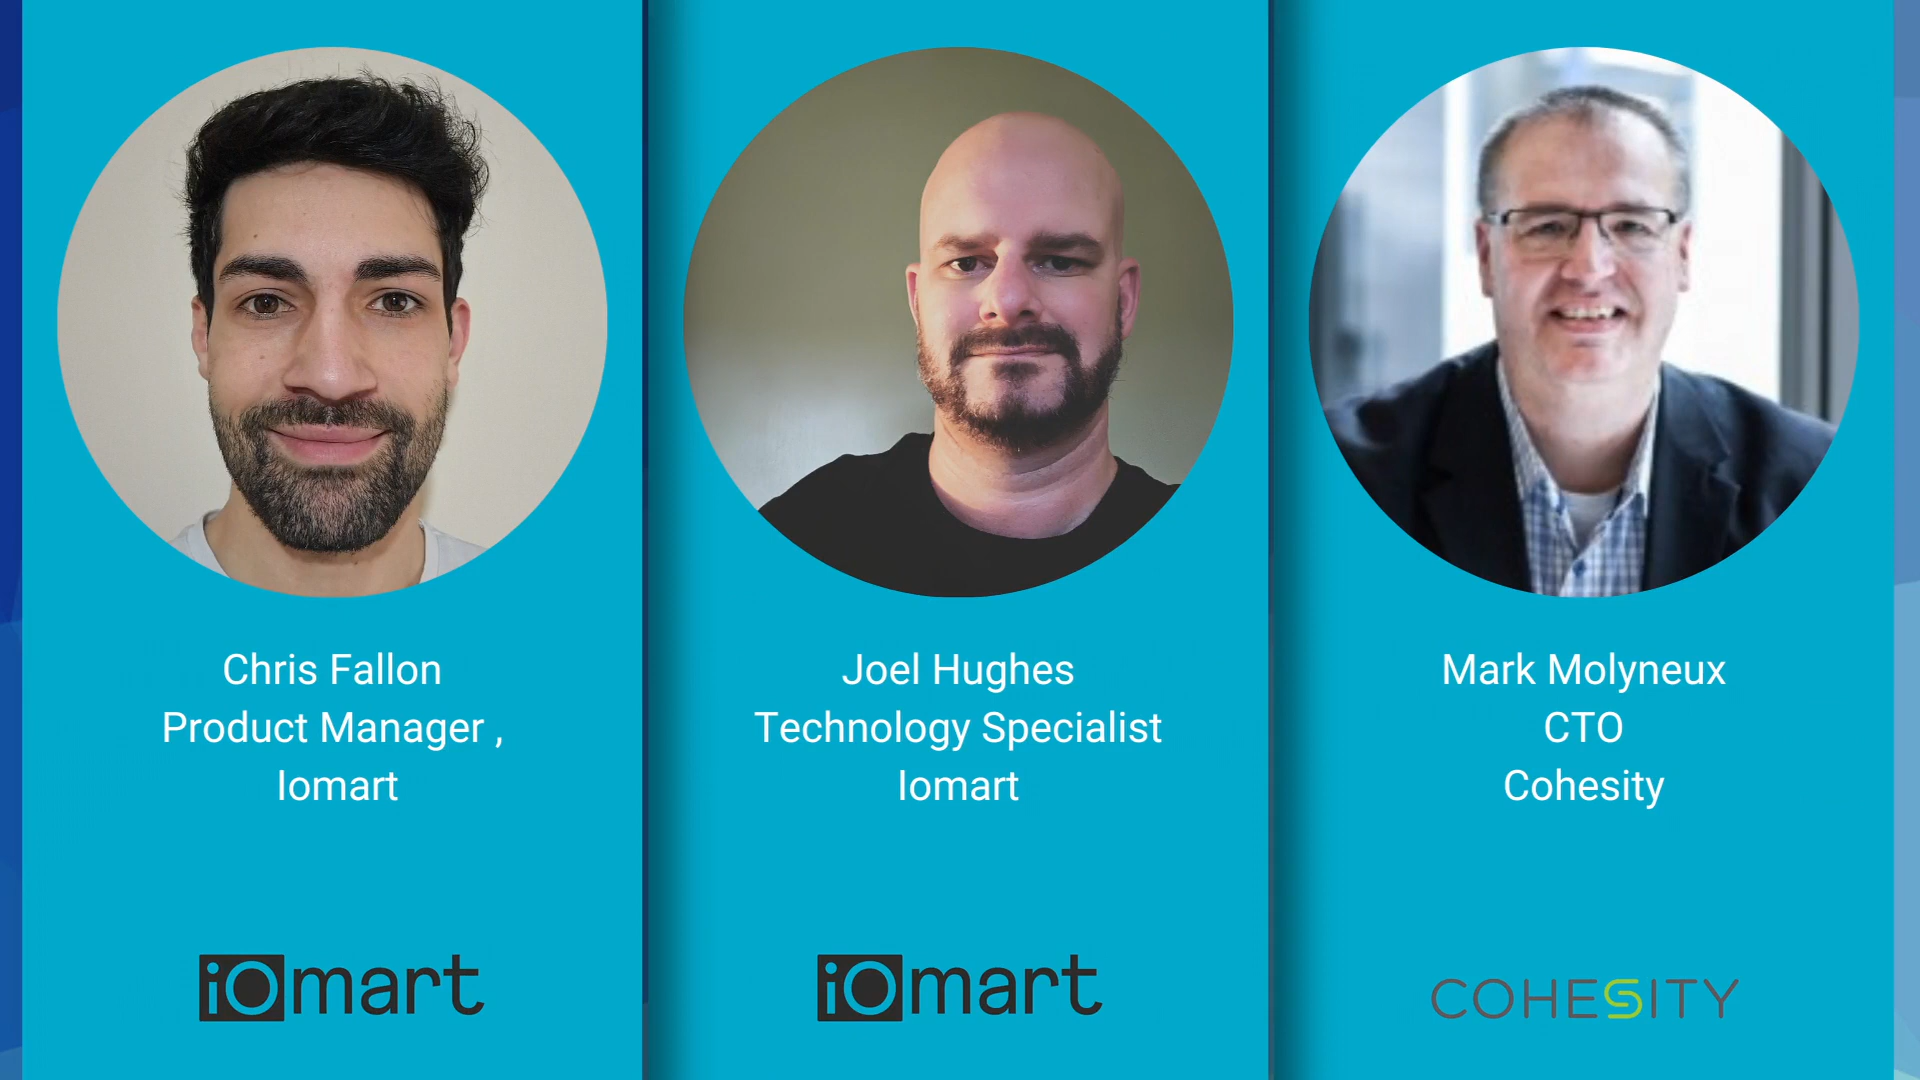 Chris Fallon
Product Manager ,
Iomart
iomart
Joel Hughes
Technology Specialist
Iomart
iomart
Mark Molyneux
CTO
Cohesity
COHESITY